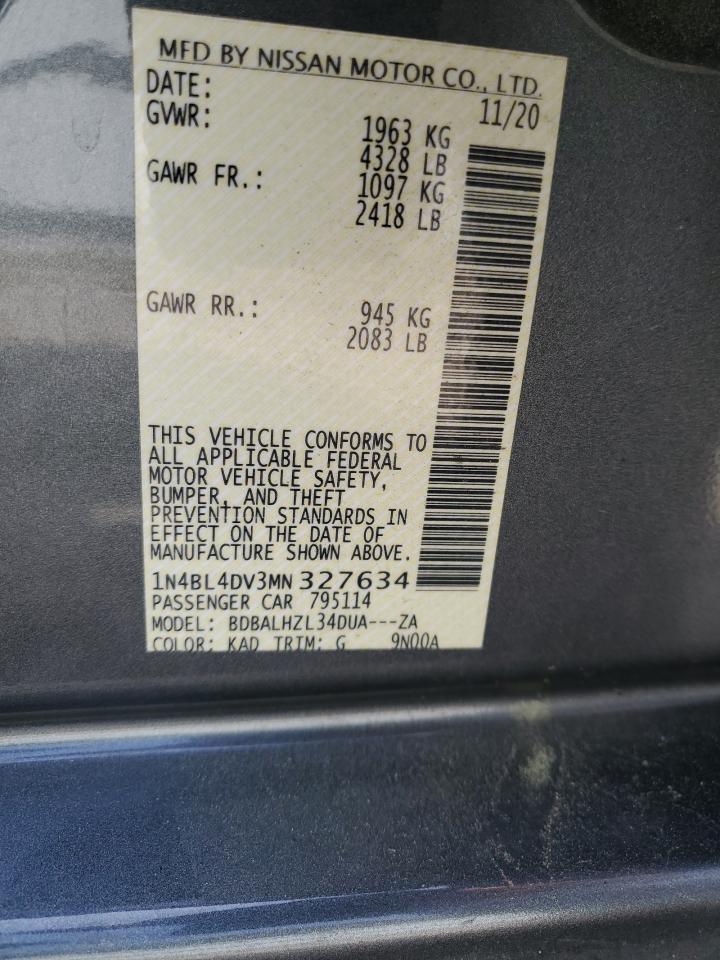 MFD BY NISSAN MOTOR CO., LTD.
DATE: 11/20
GVWR: 1963 KG
4328 LB
GAWR FR.: 1097 KG
2418 LB
GAWR RR.: 945 KG
2083 LB
THIS VEHICLE CONFORMS TO
ALL APPLICABLE FEDERAL
MOTOR VEHICLE SAFETY,
BUMPER, AND THEFT
PREVENTION STANDARDS IN
EFFECT ON THE DATE OF
MANUFACTURE SHOWN ABOVE.
1N4BL4DV3MN 327634
PASSENGER CAR 795114
MODEL: BDBALHZL34DUA---ZA
COLOR: KAD TRIM: G 9N00A